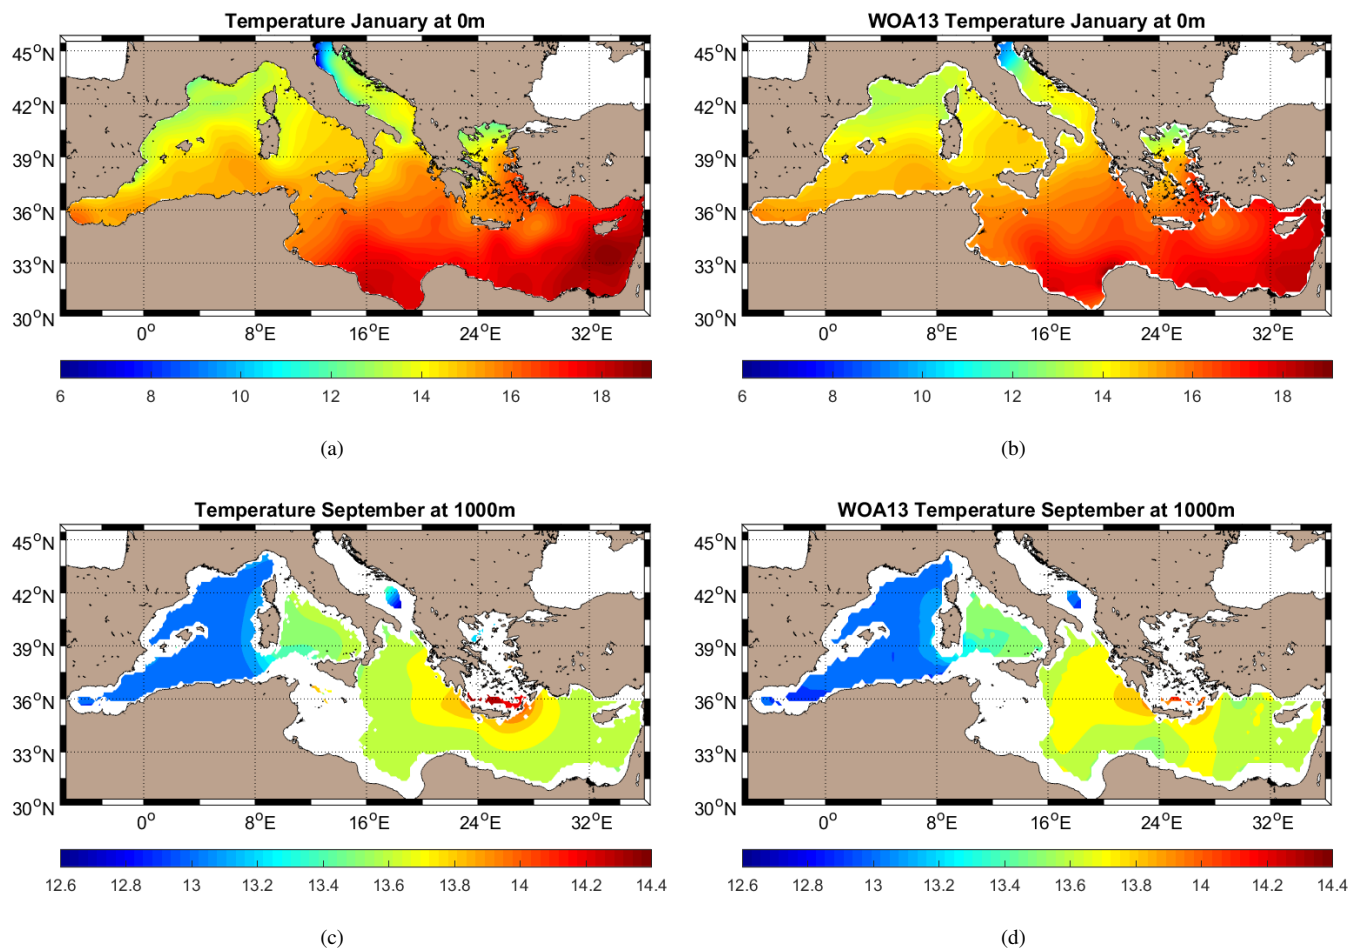 Temperature January at 0m
45°N
42°N
39°N
36°N
33°N
30°N
0° 8°E 16°E 24°E 32°E
6 8 10 12 14 16 18
(a)
WOA13 Temperature January at 0m
45°N
42°N
39°N
36°N
33°N
30°N
0° 8°E 16°E 24°E 32°E
6 8 10 12 14 16 18
(b)
Temperature September at 1000m
45°N
42°N
39°N
36°N
33°N
30°N
0° 8°E 16°E 24°E 32°E
12.6 12.8 13 13.2 13.4 13.6 13.8 14 14.2 14.4
(c)
WOA13 Temperature September at 1000m
45°N
42°N
39°N
36°N
33°N
30°N
0° 8°E 16°E 24°E 32°E
12.6 12.8 13 13.2 13.4 13.6 13.8 14 14.2 14.4
(d)